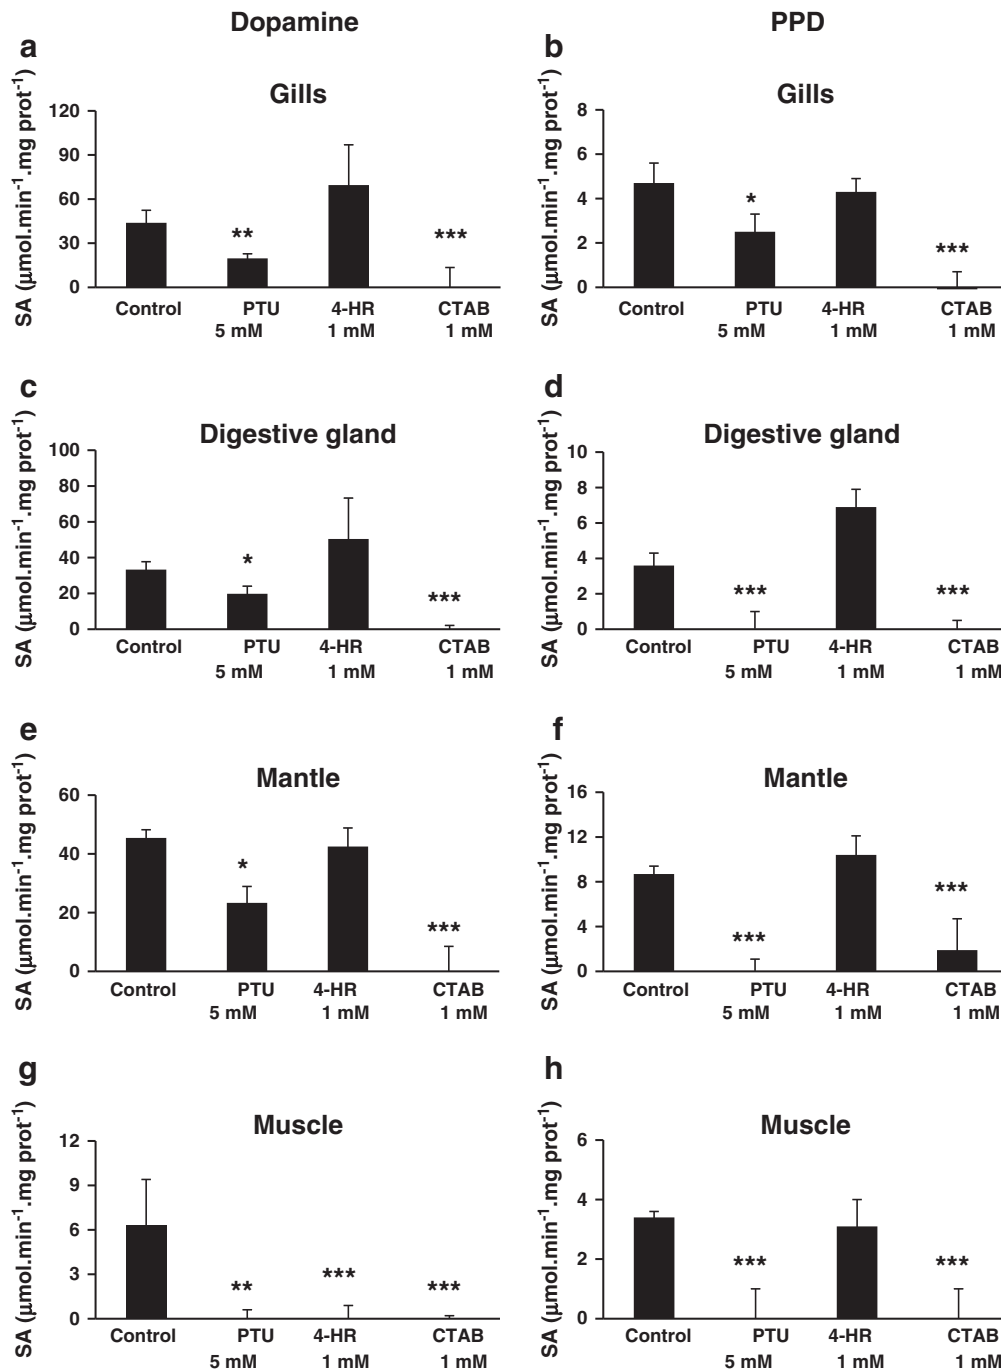 Dopamine
PPD
a
Gills
SA (μmol.min⁻¹.mg prot⁻¹)
120
90
60
30
0
**
***
Control PTU 4-HR CTAB
5 mM 1 mM 1 mM
b
Gills
SA (μmol.min⁻¹.mg prot⁻¹)
8
6
4
2
0
*
***
Control PTU 4-HR CTAB
5 mM 1 mM 1 mM
c
Digestive gland
SA (μmol.min⁻¹.mg prot⁻¹)
100
80
60
40
20
0
*
***
Control PTU 4-HR CTAB
5 mM 1 mM 1 mM
d
Digestive gland
SA (μmol.min⁻¹.mg prot⁻¹)
10
8
6
4
2
0
***
***
Control PTU 4-HR CTAB
5 mM 1 mM 1 mM
e
Mantle
SA (μmol.min⁻¹.mg prot⁻¹)
60
40
20
0
*
***
Control PTU 4-HR CTAB
5 mM 1 mM 1 mM
f
Mantle
SA (μmol.min⁻¹.mg prot⁻¹)
16
12
8
4
0
***
***
Control PTU 4-HR CTAB
5 mM 1 mM 1 mM
g
Muscle
SA (μmol.min⁻¹.mg prot⁻¹)
12
9
6
3
0
**
***
***
Control PTU 4-HR CTAB
5 mM 1 mM 1 mM
h
Muscle
SA (μmol.min⁻¹.mg prot⁻¹)
6
4
2
0
***
***
Control PTU 4-HR CTAB
5 mM 1 mM 1 mM